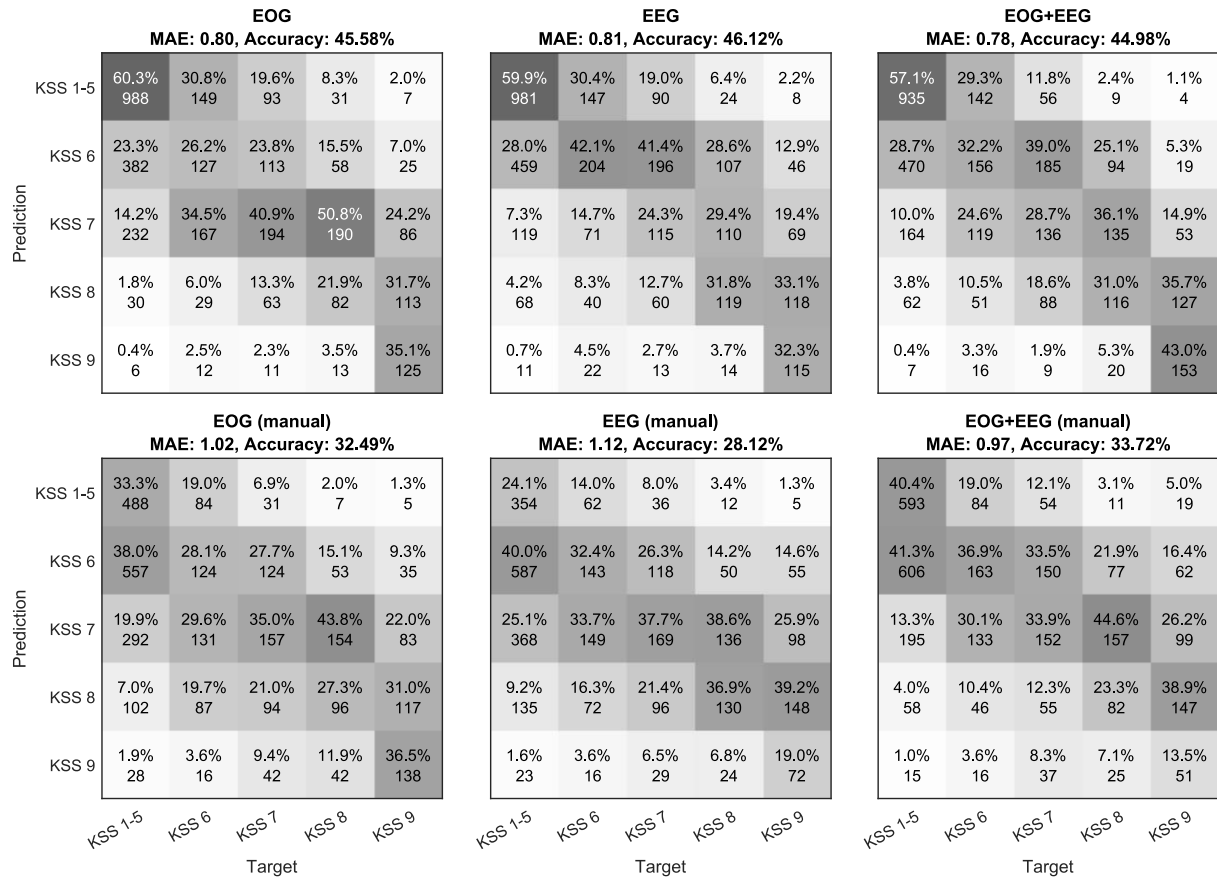 EOG
MAE: 0.80, Accuracy: 45.58%
EEG
MAE: 0.81, Accuracy: 46.12%
EOG+EEG
MAE: 0.78, Accuracy: 44.98%
Prediction
KSS 1-5
60.3% 30.8% 19.6% 8.3% 2.0%
988 149 93 31 7
KSS 6
23.3% 26.2% 23.8% 15.5% 7.0%
382 127 113 58 25
KSS 7
14.2% 34.5% 40.9% 50.8% 24.2%
232 167 194 190 86
KSS 8
1.8% 6.0% 13.3% 21.9% 31.7%
30 29 63 82 113
KSS 9
0.4% 2.5% 2.3% 3.5% 35.1%
6 12 11 13 125
59.9% 30.4% 19.0% 6.4% 2.2%
981 147 90 24 8
28.0% 42.1% 41.4% 28.6% 12.9%
459 204 196 107 46
7.3% 14.7% 24.3% 29.4% 19.4%
119 71 115 110 69
4.2% 8.3% 12.7% 31.8% 33.1%
68 40 60 119 118
0.7% 4.5% 2.7% 3.7% 32.3%
11 22 13 14 115
57.1% 29.3% 11.8% 2.4% 1.1%
935 142 56 9 4
28.7% 32.2% 39.0% 25.1% 5.3%
470 156 185 94 19
10.0% 24.6% 28.7% 36.1% 14.9%
164 119 136 135 53
3.8% 10.5% 18.6% 31.0% 35.7%
62 51 88 116 127
0.4% 3.3% 1.9% 5.3% 43.0%
7 16 9 20 153
EOG (manual)
MAE: 1.02, Accuracy: 32.49%
EEG (manual)
MAE: 1.12, Accuracy: 28.12%
EOG+EEG (manual)
MAE: 0.97, Accuracy: 33.72%
Prediction
KSS 1-5
33.3% 19.0% 6.9% 2.0% 1.3%
488 84 31 7 5
KSS 6
38.0% 28.1% 27.7% 15.1% 9.3%
557 124 124 53 35
KSS 7
19.9% 29.6% 35.0% 43.8% 22.0%
292 131 157 154 83
KSS 8
7.0% 19.7% 21.0% 27.3% 31.0%
102 87 94 96 117
KSS 9
1.9% 3.6% 9.4% 11.9% 36.5%
28 16 42 42 138
24.1% 14.0% 8.0% 3.4% 1.3%
354 62 36 12 5
40.0% 32.4% 26.3% 14.2% 14.6%
587 143 118 50 55
25.1% 33.7% 37.7% 38.6% 25.9%
368 149 169 136 98
9.2% 16.3% 21.4% 36.9% 39.2%
135 72 96 130 148
1.6% 3.6% 6.5% 6.8% 19.0%
23 16 29 24 72
40.4% 19.0% 12.1% 3.1% 5.0%
593 84 54 11 19
41.3% 36.9% 33.5% 21.9% 16.4%
606 163 150 77 62
13.3% 30.1% 33.9% 44.6% 26.2%
195 133 152 157 99
4.0% 10.4% 12.3% 23.3% 38.9%
58 46 55 82 147
1.0% 3.6% 8.3% 7.1% 13.5%
15 16 37 25 51
KSS 1-5 KSS 6 KSS 7 KSS 8 KSS 9
KSS 1-5 KSS 6 KSS 7 KSS 8 KSS 9
KSS 1-5 KSS 6 KSS 7 KSS 8 KSS 9
Target
Target
Target